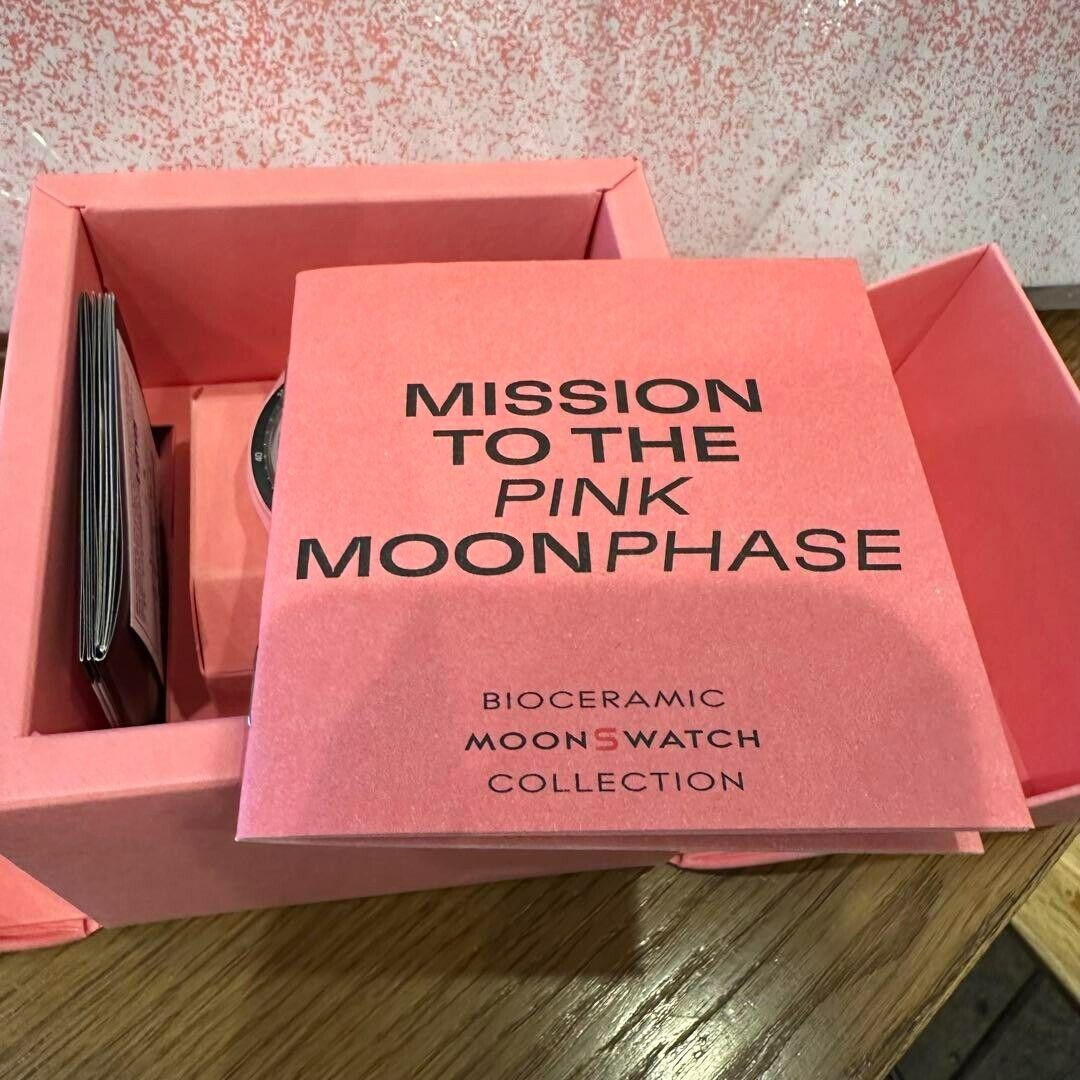 MISSION
TO THE
PINK
MOONPHASE
BIOCERAMIC
MOONSWATCH
COLLECTION